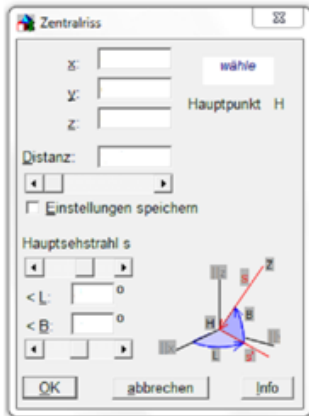 Zentralriss
x:
wähle
y:
Hauptpunkt H
z:
Distanz:
Einstellungen speichern
Hauptsehstrahl s
< L: °
< B: °
z Z
s
H B
L s'
OK abbrechen Info